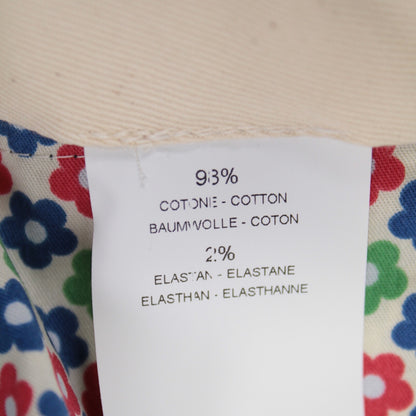 98%
COTONE - COTTON
BAUMWOLLE - COTON
2%
ELASTAN - ELASTANE
ELASTHAN - ELASTHANNE